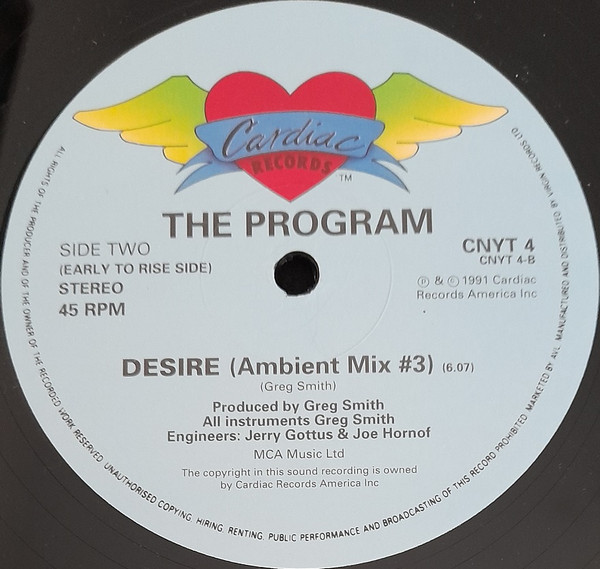 Cardiac
RECORDS
TM
THE PROGRAM
SIDE TWO
(EARLY TO RISE SIDE)
STEREO
45 RPM
CNYT 4
CNYT 4-B
Ⓟ & © 1991 Cardiac
Records America Inc
DESIRE (Ambient Mix #3) (6.07)
(Greg Smith)
Produced by Greg Smith
All instruments Greg Smith
Engineers: Jerry Gottus & Joe Hornof
MCA Music Ltd
The copyright in this sound recording is owned
by Cardiac Records America Inc
ALL RIGHTS OF THE PRODUCER AND OF THE OWNER OF THE RECORDED WORK RESERVED. UNAUTHORISED COPYING, HIRING, RENTING, PUBLIC PERFORMANCE AND BROADCASTING OF THIS RECORD PROHIBITED. MARKETED BY AVL. MANUFACTURED AND DISTRIBUTED BY VIRGIN RECORDS LTD